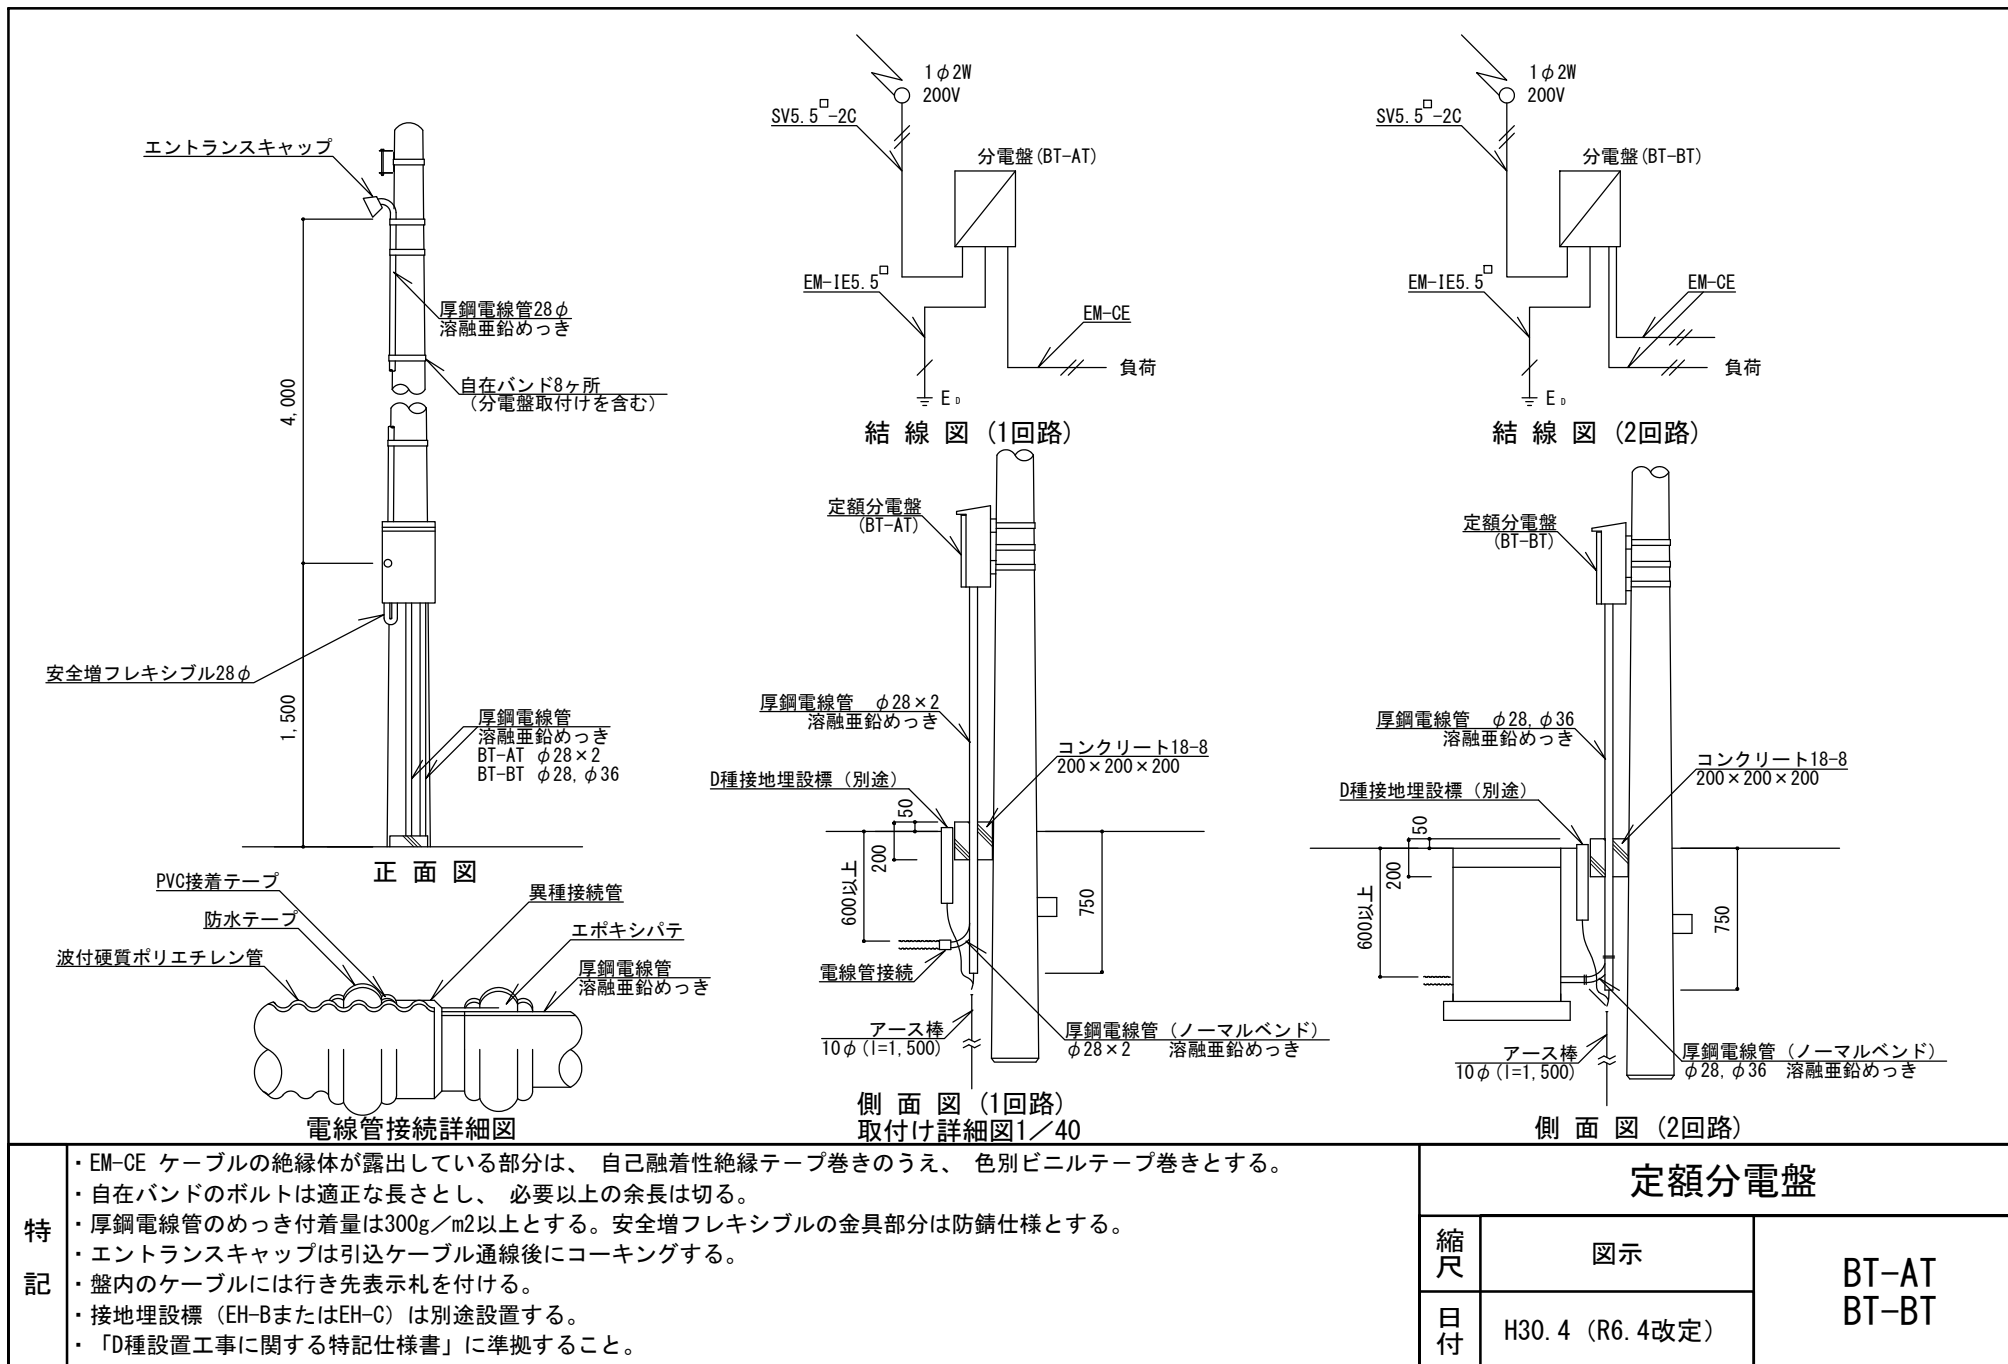 エントランスキャップ
4,000
厚鋼電線管28φ
溶融亜鉛めっき
自在バンド8ヶ所
(分電盤取付けを含む)
安全増フレキシブル28φ
1,500
厚鋼電線管
溶融亜鉛めっき
BT-AT φ28×2
BT-BT φ28,φ36
正 面 図
PVC接着テープ
防水テープ
波付硬質ポリエチレン管
異種接続管
エポキシパテ
厚鋼電線管
溶融亜鉛めっき
電線管接続詳細図
1φ2W
200V
SV5.5□-2C
分電盤(BT-AT)
EM-IE5.5□
EM-CE
負荷
ED
結 線 図 (1回路)
1φ2W
200V
SV5.5□-2C
分電盤(BT-BT)
EM-IE5.5□
EM-CE
負荷
ED
結 線 図 (2回路)
定額分電盤
(BT-AT)
厚鋼電線管 φ28×2
溶融亜鉛めっき
コンクリート18-8
200×200×200
D種接地埋設標 (別途)
50
200
600以上
750
電線管接続
アース棒
10φ(l=1,500)
厚鋼電線管 (ノーマルベンド)
φ28×2 溶融亜鉛めっき
側 面 図 (1回路)
取付け詳細図1/40
定額分電盤
(BT-BT)
厚鋼電線管 φ28,φ36
溶融亜鉛めっき
コンクリート18-8
200×200×200
D種接地埋設標 (別途)
50
200
600以上
750
アース棒
10φ(l=1,500)
厚鋼電線管 (ノーマルベンド)
φ28,φ36 溶融亜鉛めっき
側 面 図 (2回路)
特記
・EM-CE ケーブルの絶縁体が露出している部分は、 自己融着性絶縁テープ巻きのうえ、 色別ビニルテープ巻きとする。
・自在バンドのボルトは適正な長さとし、 必要以上の余長は切る。
・厚鋼電線管のめっき付着量は300g/m2以上とする。安全増フレキシブルの金具部分は防錆仕様とする。
・エントランスキャップは引込ケーブル通線後にコーキングする。
・盤内のケーブルには行き先表示札を付ける。
・接地埋設標 (EH-BまたはEH-C) は別途設置する。
・「D種設置工事に関する特記仕様書」に準拠すること。
定額分電盤
縮尺
図示
日付
H30.4 (R6.4改定)
BT-AT
BT-BT